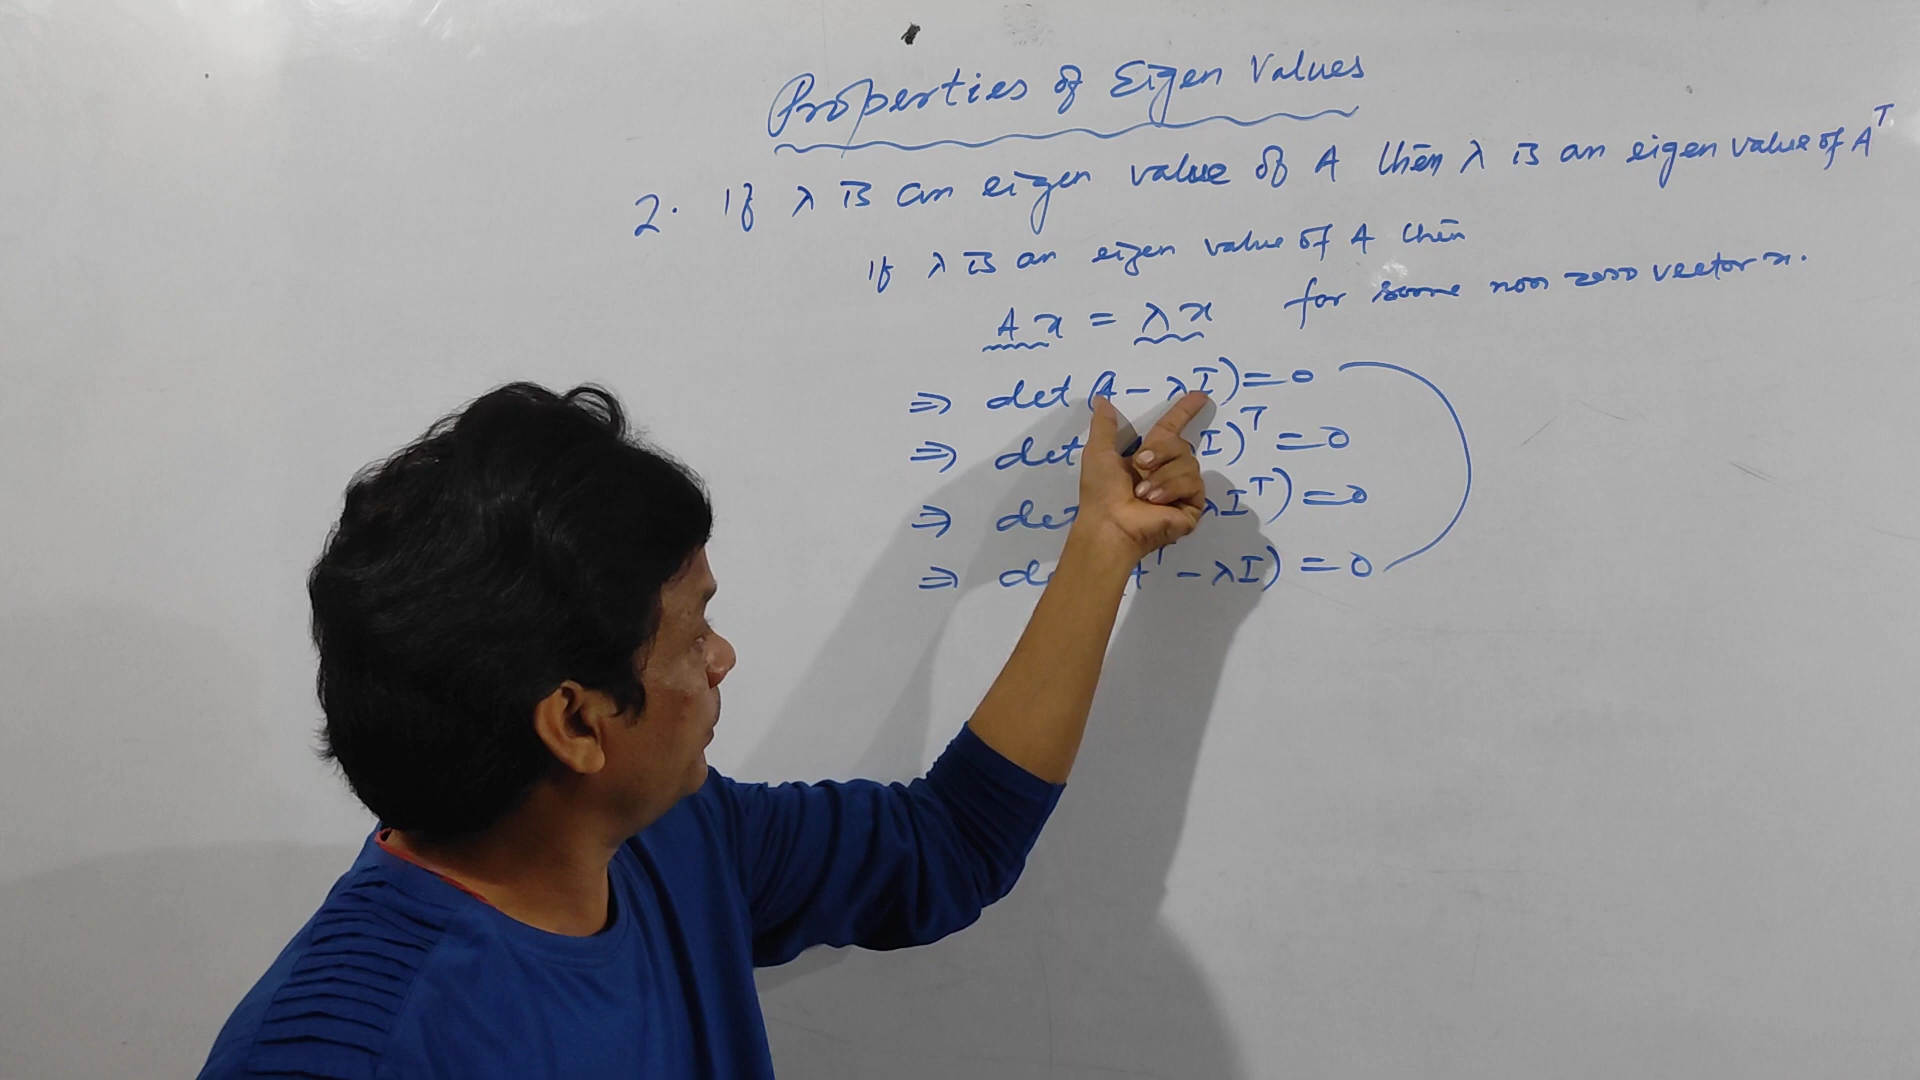 Properties of Eigen Values
2. If λ is an eigen value of A then λ is an eigen value of A^T
If λ is an eigen value of A then
Ax = λx for some non zero vector x.
⇒ det (A - λI) = 0
⇒ det I)^T = 0
⇒ det λI^T) = 0
⇒ A^T - λI) = 0